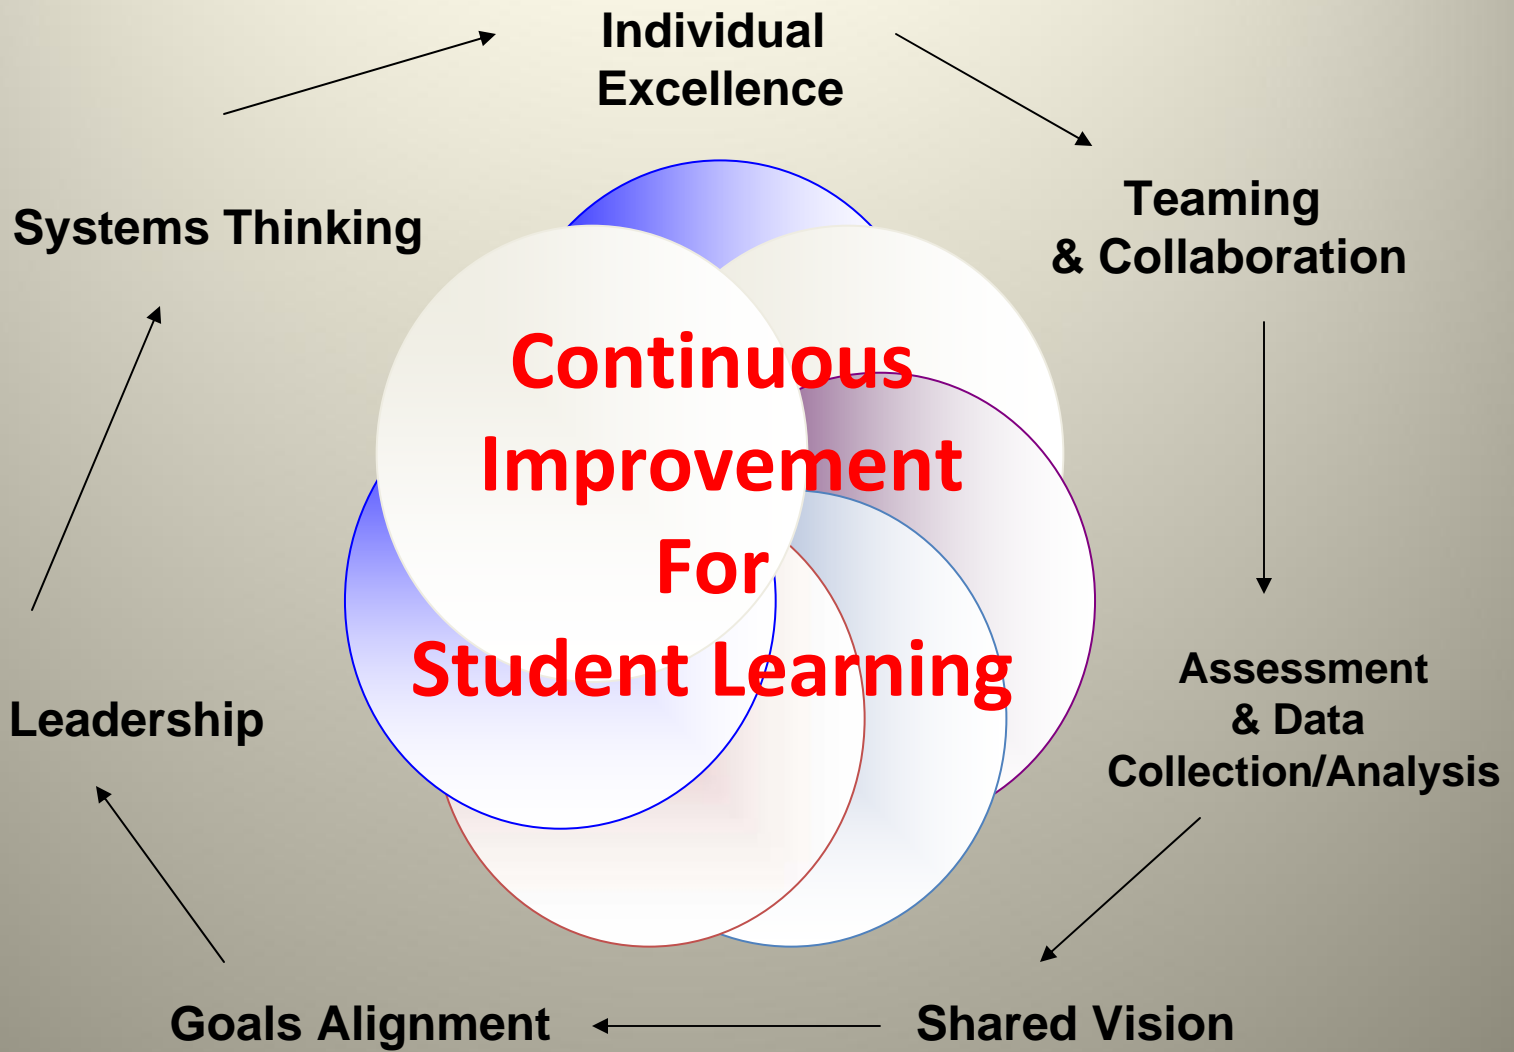 Individual
Excellence
Teaming
& Collaboration
Systems Thinking
Continuous
Improvement
For
Student Learning
Assessment
& Data
Collection/Analysis
Leadership
Goals Alignment
Shared Vision